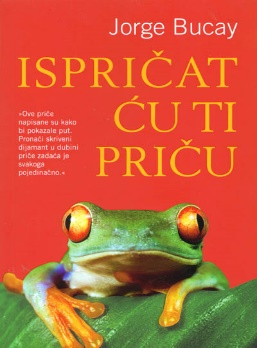 Jorge Bucay
ISPRIČAT
ĆU TI
PRIČU
»Ove priče
napisane su kako
bi pokazale put.
Pronaći skriveni
dijamant u dubini
priče zadaća je
svakoga
pojedinačno.«